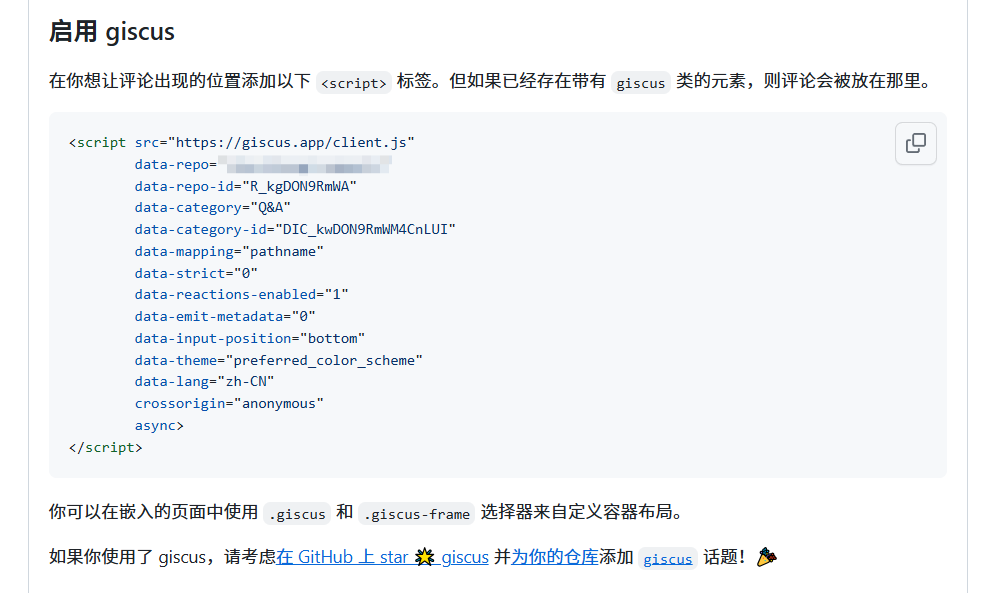 启用 giscus
在你想让评论出现的位置添加以下 <script> 标签。但如果已经存在带有 giscus 类的元素，则评论会被放在那里。
<script src="https://giscus.app/client.js"
data-repo=
data-repo-id="R_kgDON9RmWA"
data-category="Q&A"
data-category-id="DIC_kwDON9RmWM4CnLUI"
data-mapping="pathname"
data-strict="0"
data-reactions-enabled="1"
data-emit-metadata="0"
data-input-position="bottom"
data-theme="preferred_color_scheme"
data-lang="zh-CN"
crossorigin="anonymous"
async>
</script>
你可以在嵌入的页面中使用 .giscus 和 .giscus-frame 选择器来自定义容器布局。
如果你使用了 giscus，请考虑在 GitHub 上 star 🌟 giscus 并为你的仓库添加 giscus 话题！🎉